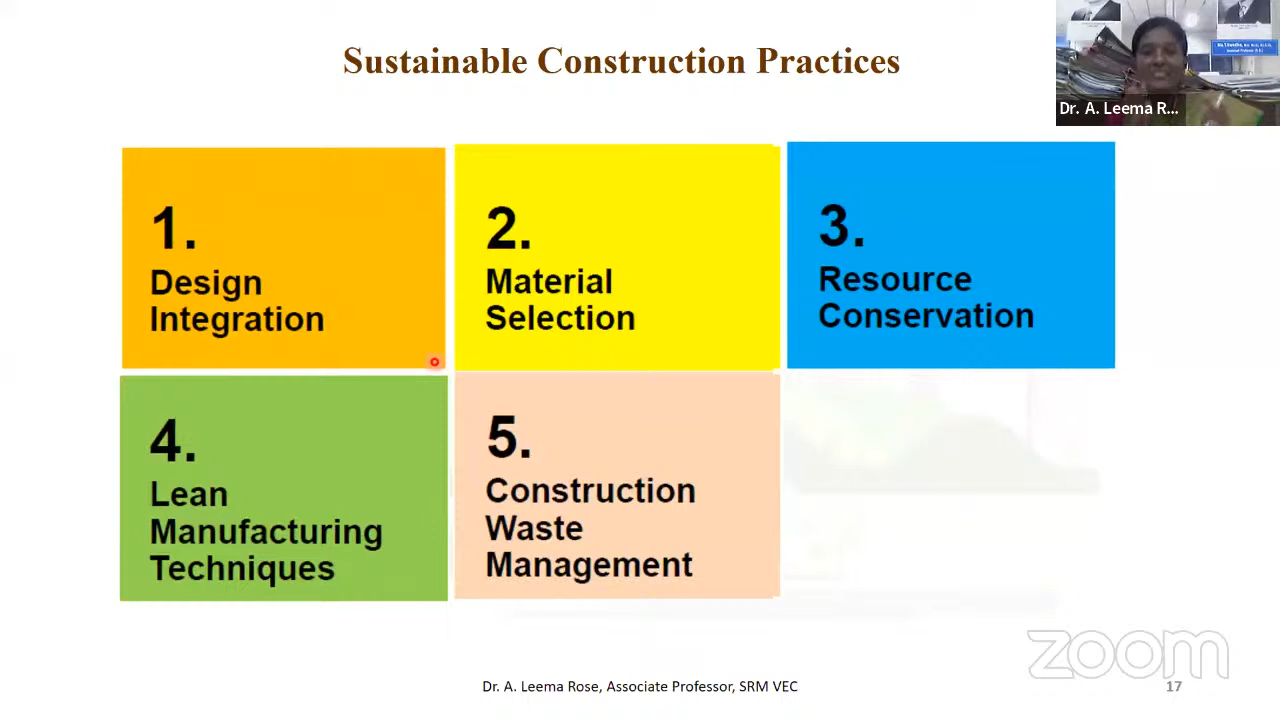 Sustainable Construction Practices
Dr. A. Leema R...
1.
Design
Integration
2.
Material
Selection
3.
Resource
Conservation
4.
Lean
Manufacturing
Techniques
5.
Construction
Waste
Management
zoom
Dr. A. Leema Rose, Associate Professor, SRM VEC
17